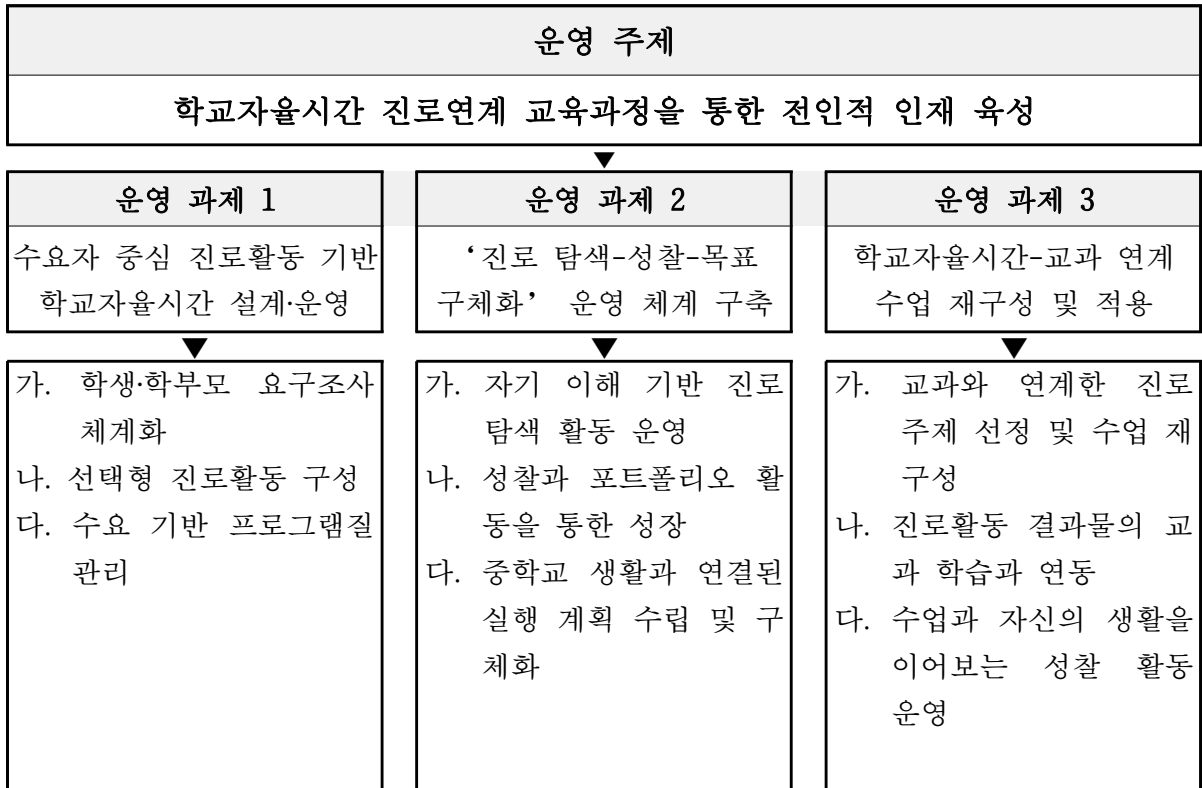 운영 주제
학교자율시간 진로연계 교육과정을 통한 전인적 인재 육성
▼
운영 과제 1
수요자 중심 진로활동 기반
학교자율시간 설계·운영
▼
가. 학생·학부모 요구조사
체계화
나. 선택형 진로활동 구성
다. 수요 기반 프로그램질
관리
운영 과제 2
‘진로 탐색-성찰-목표
구체화’ 운영 체계 구축
▼
가. 자기 이해 기반 진로
탐색 활동 운영
나. 성찰과 포트폴리오 활
동을 통한 성장
다. 중학교 생활과 연결된
실행 계획 수립 및 구
체화
운영 과제 3
학교자율시간-교과 연계
수업 재구성 및 적용
▼
가. 교과와 연계한 진로
주제 선정 및 수업 재
구성
나. 진로활동 결과물의 교
과 학습과 연동
다. 수업과 자신의 생활을
이어보는 성찰 활동
운영